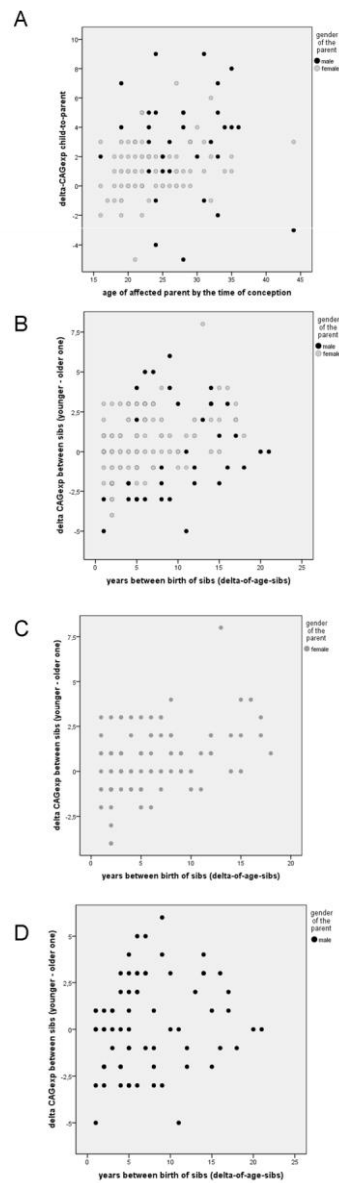 A
gender
of the
parent
male
female
delta-CAGexp child-to-parent
10
8
6
4
2
0
-2
-4
15 20 25 30 35 40 45
age of affected parent by the time of conception
B
gender
of the
parent
male
female
delta CAGexp between sibs (younger - older one)
7,5
5
2,5
0
-2,5
-5
0 5 10 15 20 25
years between birth of sibs (delta-of-age-sibs)
C
gender
of the
parent
female
delta CAGexp between sibs (younger - older one)
7,5
5
2,5
0
-2,5
0 5 10 15 20
years between birth of sibs (delta-of-age-sibs)
D
gender
of the
parent
male
delta CAGexp between sibs (younger - older one)
5
2,5
0
-2,5
-5
0 5 10 15 20 25
years between birth of sibs (delta-of-age-sibs)